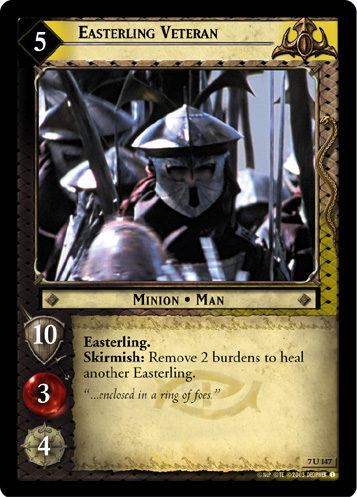 5
Easterling Veteran
Minion • Man
10
Easterling.
Skirmish: Remove 2 burdens to heal
another Easterling.
"...enclosed in a ring of foes."
3
4
7 U 147